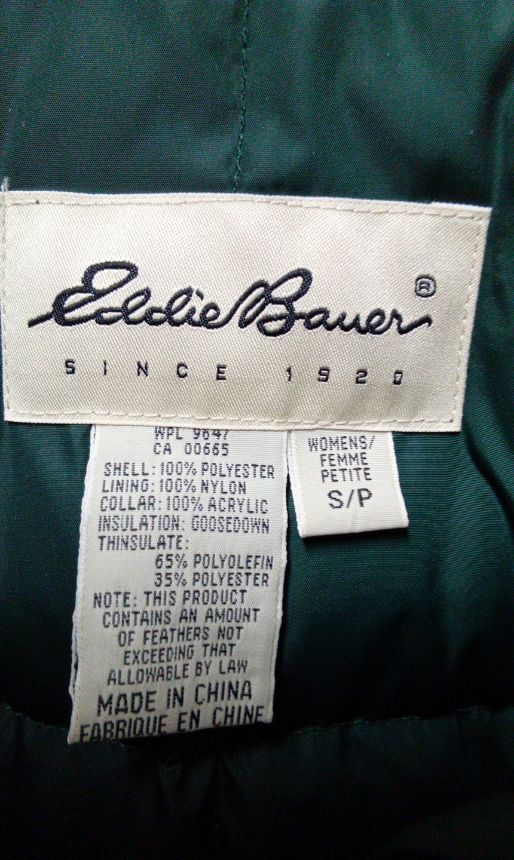 Eddie Bauer®
SINCE 1920
WPL 9647
CA 00665
SHELL: 100% POLYESTER
LINING: 100% NYLON
COLLAR: 100% ACRYLIC
INSULATION: GOOSEDOWN
THINSULATE:
65% POLYOLEFIN
35% POLYESTER
NOTE: THIS PRODUCT
CONTAINS AN AMOUNT
OF FEATHERS NOT
EXCEEDING THAT
ALLOWABLE BY LAW
MADE IN CHINA
FABRIQUE EN CHINE
WOMENS/
FEMME
PETITE
S/P